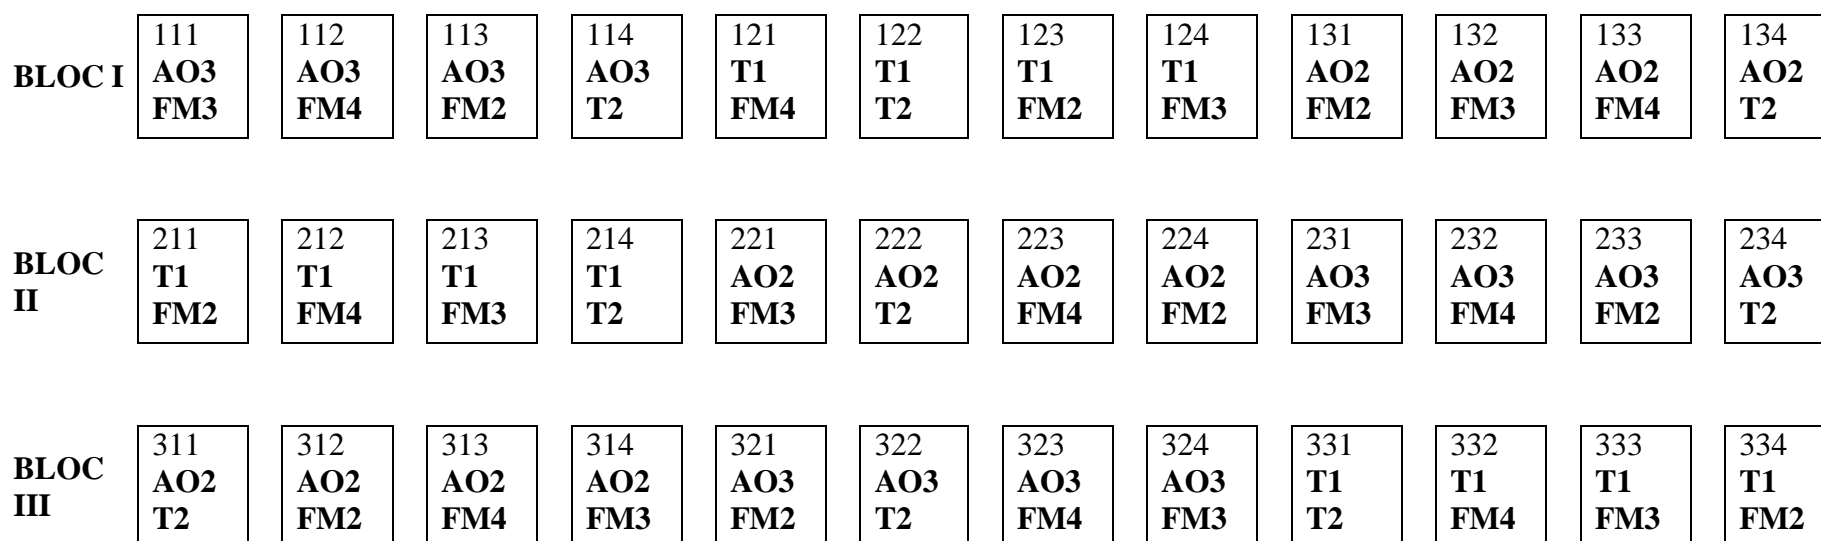 BLOC I
111 112 113 114 121 122 123 124 131 132 133 134
AO3 AO3 AO3 AO3 T1 T1 T1 T1 AO2 AO2 AO2 AO2
FM3 FM4 FM2 T2 FM4 T2 FM2 FM3 FM2 FM3 FM4 T2
BLOC
II
211 212 213 214 221 222 223 224 231 232 233 234
T1 T1 T1 T1 AO2 AO2 AO2 AO2 AO3 AO3 AO3 AO3
FM2 FM4 FM3 T2 FM3 T2 FM4 FM2 FM3 FM4 FM2 T2
BLOC
III
311 312 313 314 321 322 323 324 331 332 333 334
AO2 AO2 AO2 AO2 AO3 AO3 AO3 AO3 T1 T1 T1 T1
T2 FM2 FM4 FM3 FM2 T2 FM4 FM3 T2 FM4 FM3 FM2